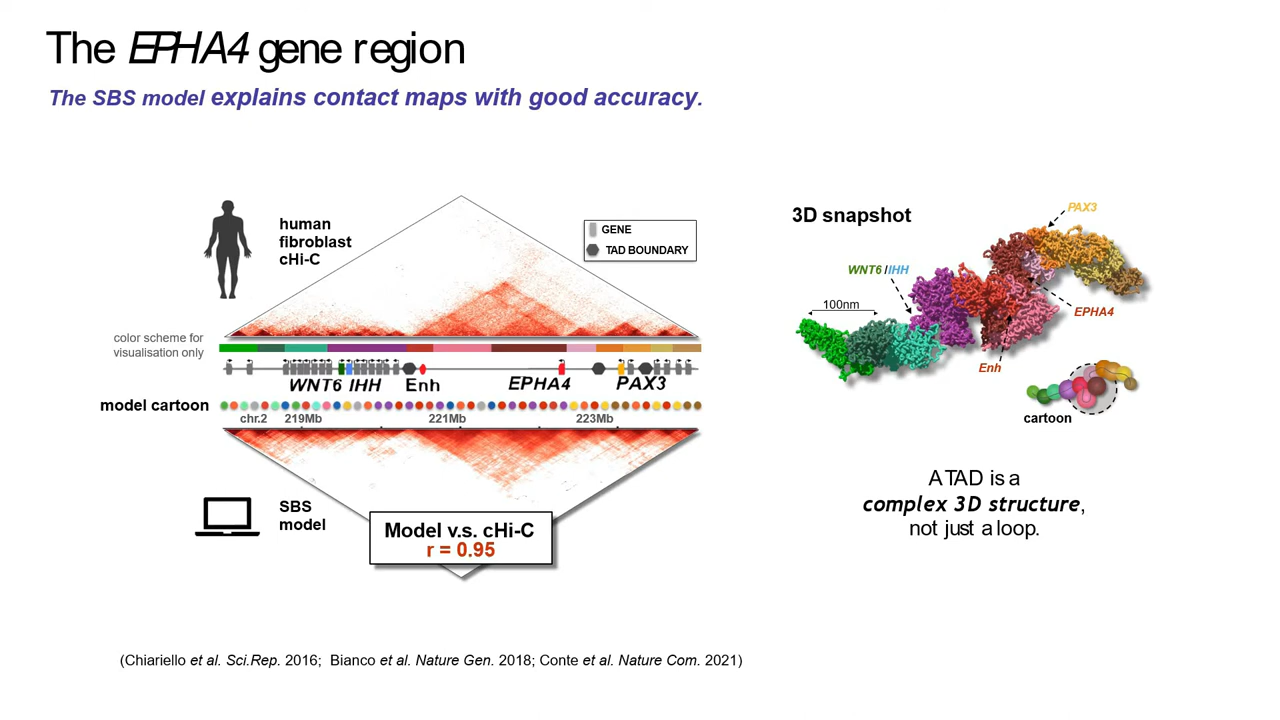 The EPHA4 gene region
The SBS model explains contact maps with good accuracy.
human
fibroblast
cHi-C
GENE
TAD BOUNDARY
color scheme for
visualisation only
WNT6 IHH Enh EPHA4 PAX3
model cartoon
chr.2 219Mb 221Mb 223Mb
SBS
model
Model v.s. cHi-C
r = 0.95
3D snapshot
PAX3
WNT6/IHH
100nm
EPHA4
Enh
cartoon
A TAD is a
complex 3D structure,
not just a loop.
(Chiariello et al. Sci.Rep. 2016; Bianco et al. Nature Gen. 2018; Conte et al. Nature Com. 2021)